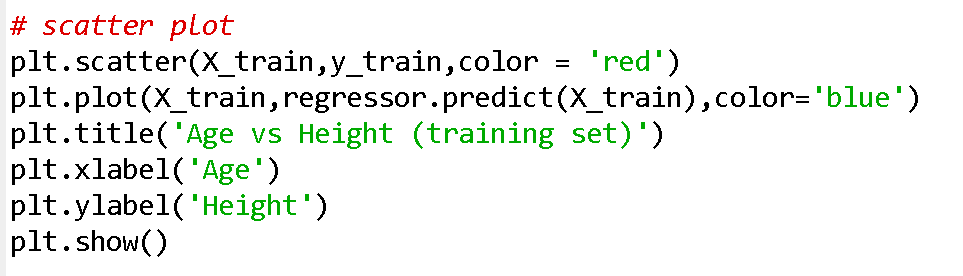 # scatter plot
plt.scatter(X_train,y_train,color = 'red')
plt.plot(X_train,regressor.predict(X_train),color='blue')
plt.title('Age vs Height (training set)')
plt.xlabel('Age')
plt.ylabel('Height')
plt.show()